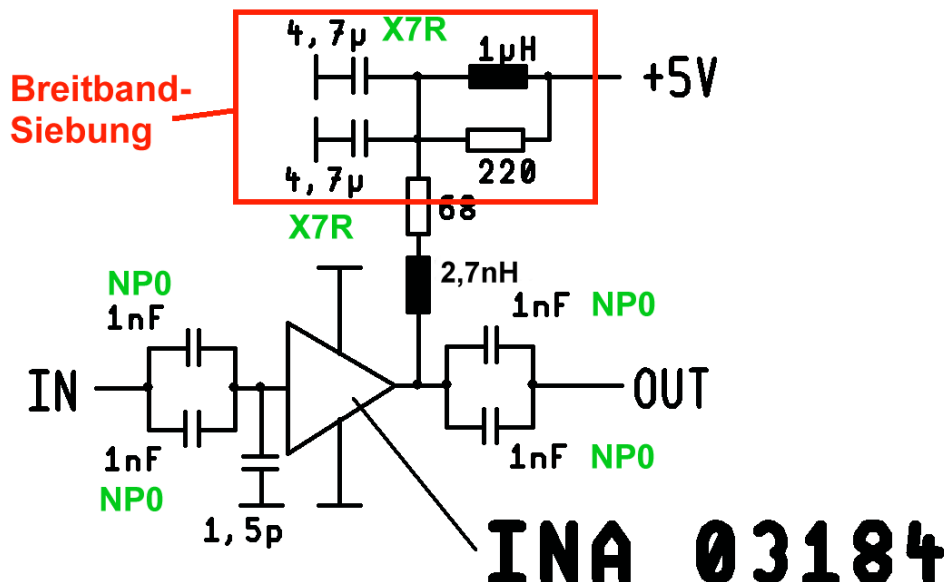 4,7µ
X7R
1µH
+5V
Breitband-
Siebung
4,7µ
220
X7R
68
2,7nH
NP0
1nF
1nF
NP0
IN
OUT
1nF
NP0
1nF
NP0
1,5p
INA 03184